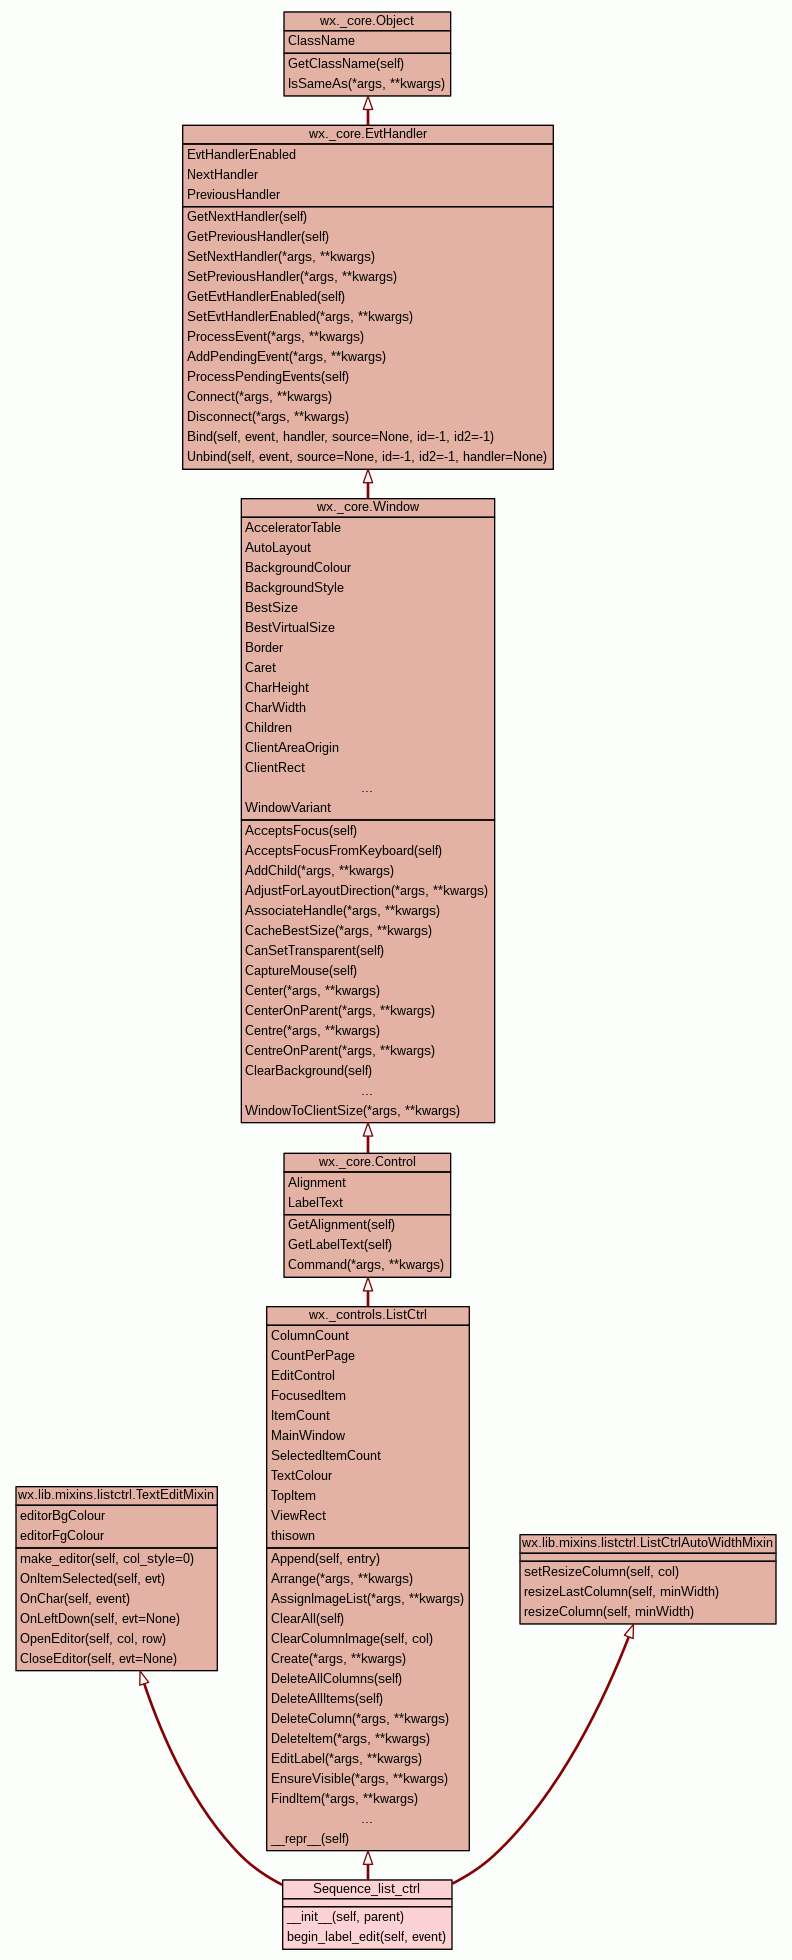 wx._core.Object
ClassName
GetClassName(self)
IsSameAs(*args, **kwargs)
wx._core.EvtHandler
EvtHandlerEnabled
NextHandler
PreviousHandler
GetNextHandler(self)
GetPreviousHandler(self)
SetNextHandler(*args, **kwargs)
SetPreviousHandler(*args, **kwargs)
GetEvtHandlerEnabled(self)
SetEvtHandlerEnabled(*args, **kwargs)
ProcessEvent(*args, **kwargs)
AddPendingEvent(*args, **kwargs)
ProcessPendingEvents(self)
Connect(*args, **kwargs)
Disconnect(*args, **kwargs)
Bind(self, event, handler, source=None, id=-1, id2=-1)
Unbind(self, event, source=None, id=-1, id2=-1, handler=None)
wx._core.Window
AcceleratorTable
AutoLayout
BackgroundColour
BackgroundStyle
BestSize
BestVirtualSize
Border
Caret
CharHeight
CharWidth
Children
ClientAreaOrigin
ClientRect
...
WindowVariant
AcceptsFocus(self)
AcceptsFocusFromKeyboard(self)
AddChild(*args, **kwargs)
AdjustForLayoutDirection(*args, **kwargs)
AssociateHandle(*args, **kwargs)
CacheBestSize(*args, **kwargs)
CanSetTransparent(self)
CaptureMouse(self)
Center(*args, **kwargs)
CenterOnParent(*args, **kwargs)
Centre(*args, **kwargs)
CentreOnParent(*args, **kwargs)
ClearBackground(self)
...
WindowToClientSize(*args, **kwargs)
wx._core.Control
Alignment
LabelText
GetAlignment(self)
GetLabelText(self)
Command(*args, **kwargs)
wx._controls.ListCtrl
ColumnCount
CountPerPage
EditControl
FocusedItem
ItemCount
MainWindow
SelectedItemCount
TextColour
TopItem
ViewRect
thisown
Append(self, entry)
Arrange(*args, **kwargs)
AssignImageList(*args, **kwargs)
ClearAll(self)
ClearColumnImage(self, col)
Create(*args, **kwargs)
DeleteAllColumns(self)
DeleteAllItems(self)
DeleteColumn(*args, **kwargs)
DeleteItem(*args, **kwargs)
EditLabel(*args, **kwargs)
EnsureVisible(*args, **kwargs)
FindItem(*args, **kwargs)
...
__repr__(self)
wx.lib.mixins.listctrl.TextEditMixin
editorBgColour
editorFgColour
make_editor(self, col_style=0)
OnItemSelected(self, evt)
OnChar(self, event)
OnLeftDown(self, evt=None)
OpenEditor(self, col, row)
CloseEditor(self, evt=None)
wx.lib.mixins.listctrl.ListCtrlAutoWidthMixin
setResizeColumn(self, col)
resizeLastColumn(self, minWidth)
resizeColumn(self, minWidth)
Sequence_list_ctrl
__init__(self, parent)
begin_label_edit(self, event)